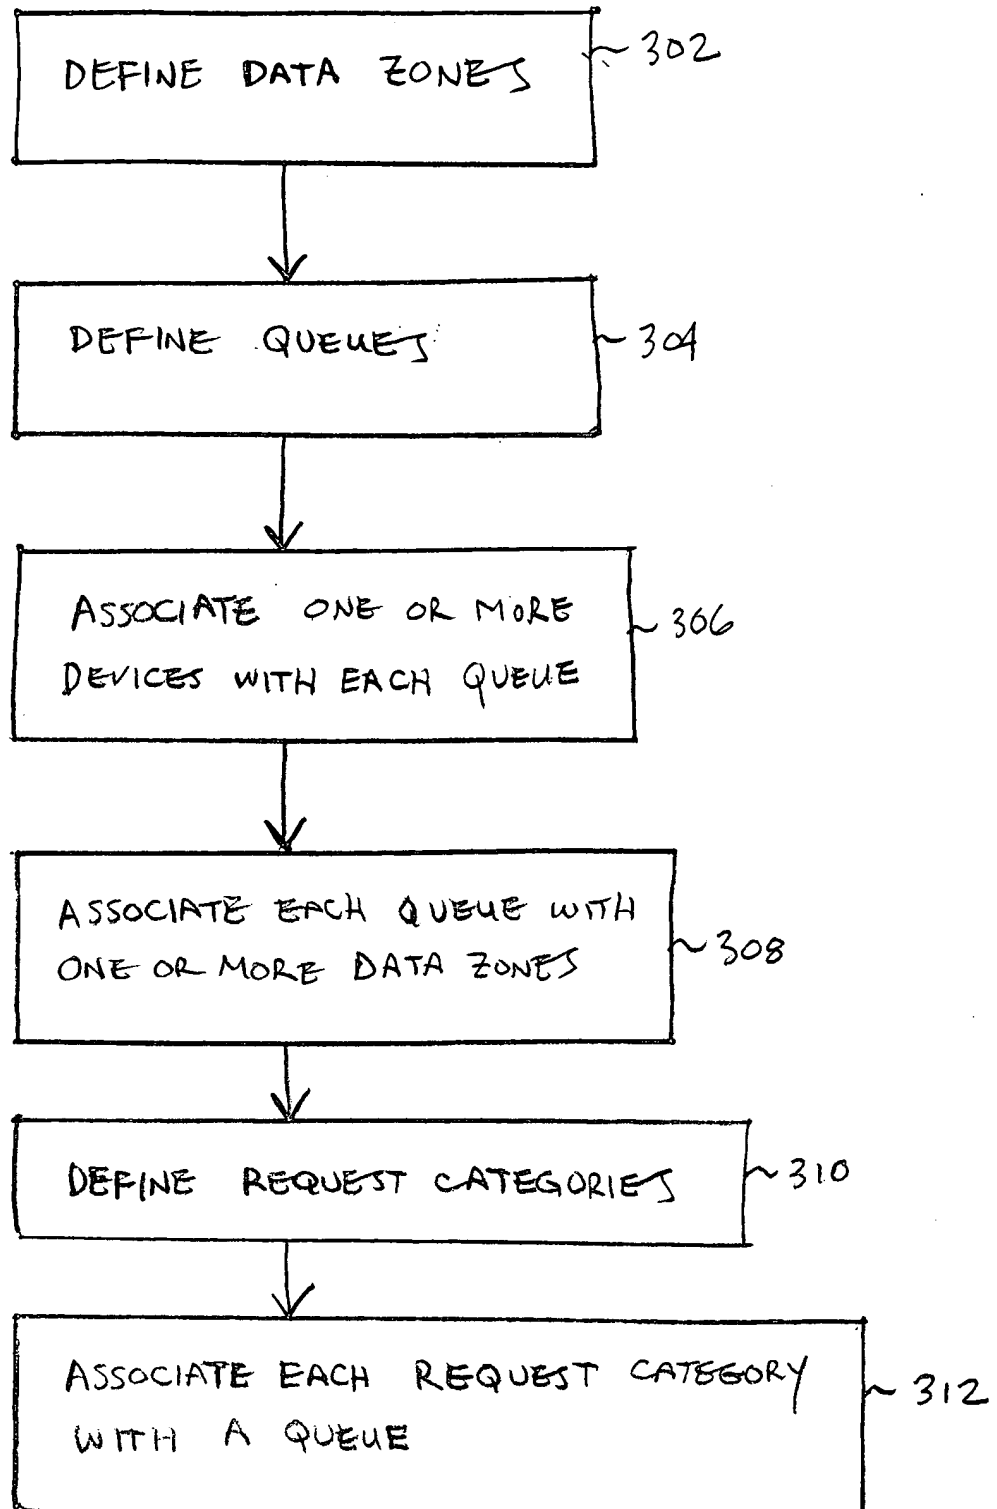 DEFINE DATA ZONES
302
DEFINE QUEUES
304
ASSOCIATE ONE OR MORE
DEVICES WITH EACH QUEUE
306
ASSOCIATE EACH QUEUE WITH
ONE OR MORE DATA ZONES
308
DEFINE REQUEST CATEGORIES
310
ASSOCIATE EACH REQUEST CATEGORY
WITH A QUEUE
312